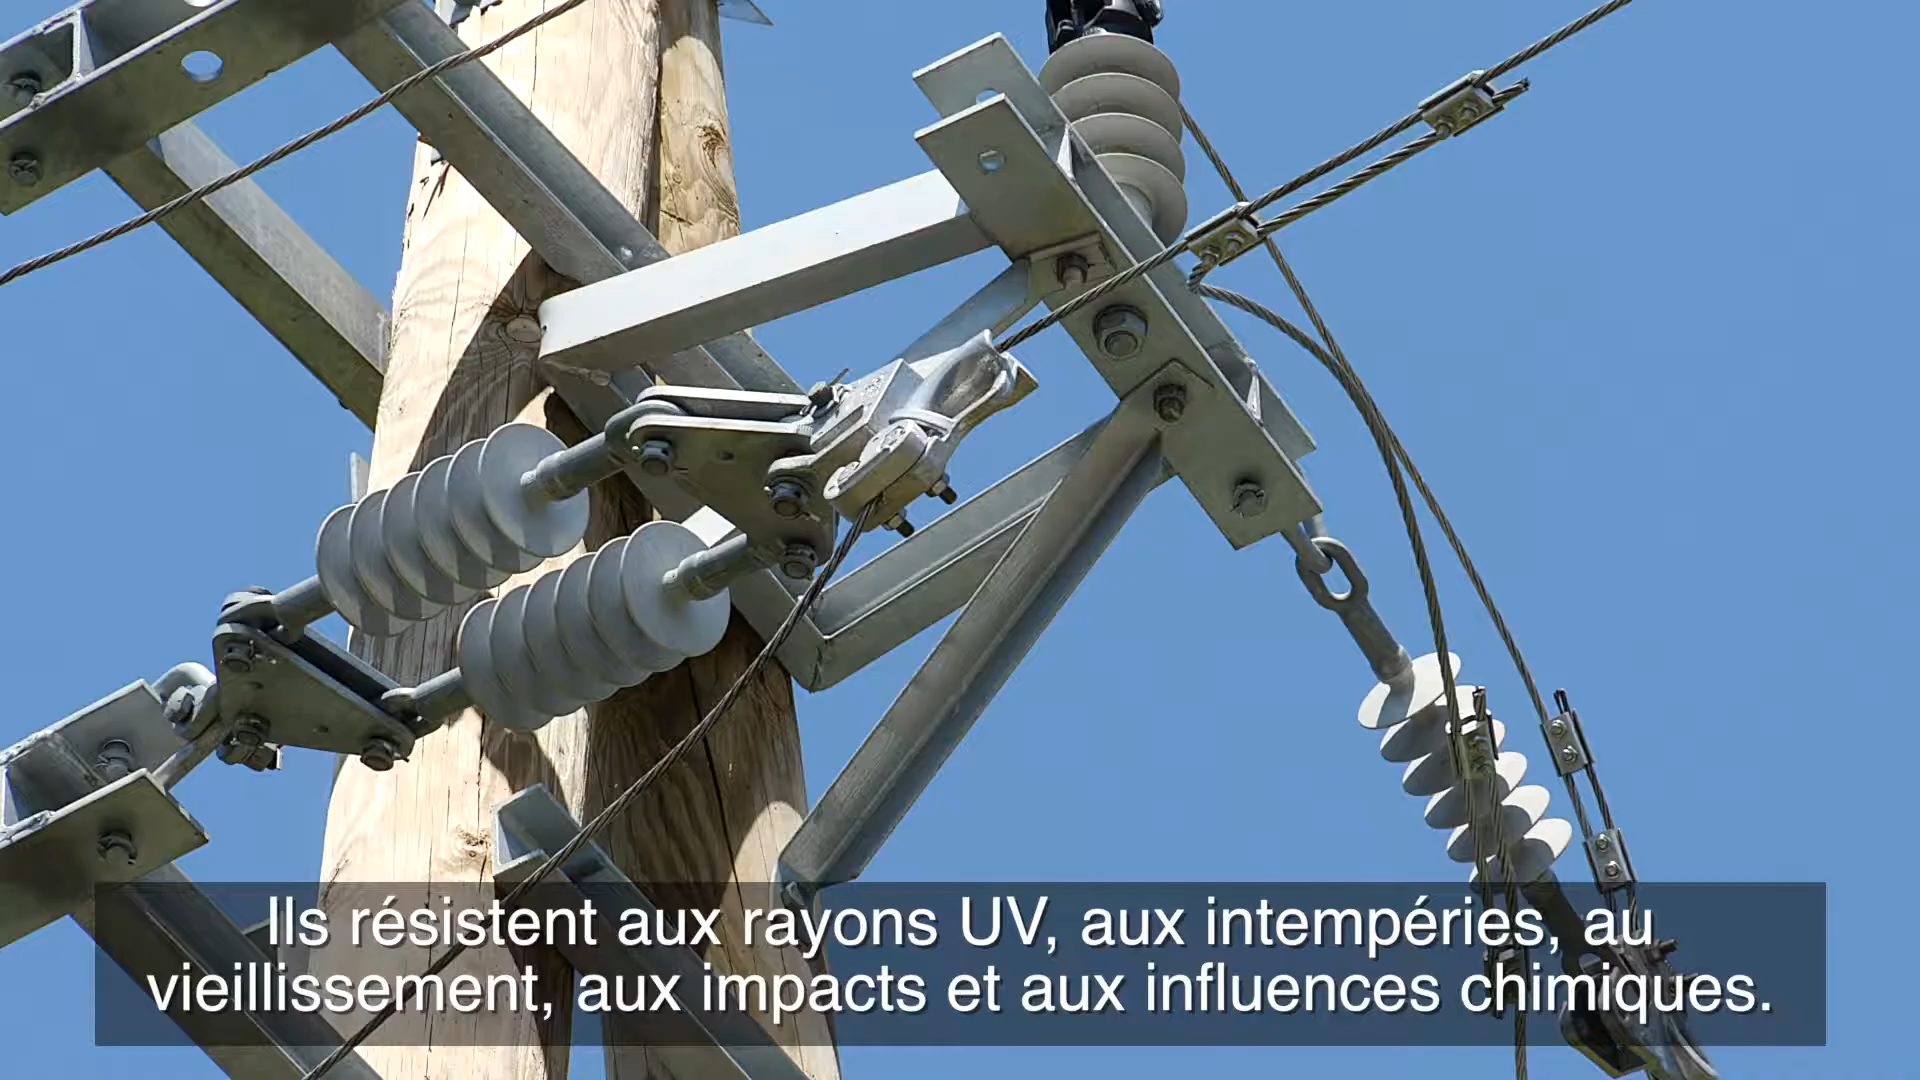 Ils résistent aux rayons UV, aux intempéries, au
vieillissement, aux impacts et aux influences chimiques.